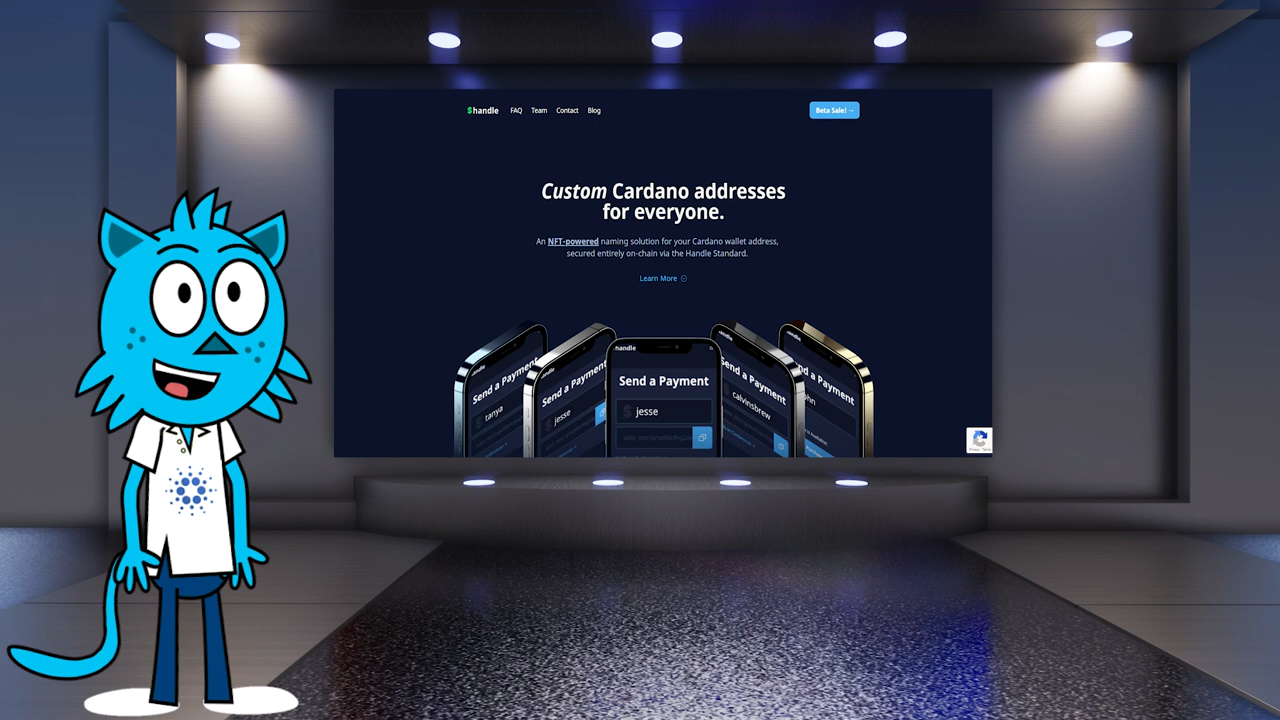 $handle FAQ Team Contact Blog Beta Sale! →
Custom Cardano addresses
for everyone.
An NFT-powered naming solution for your Cardano wallet address,
secured entirely on-chain via the Handle Standard.
Learn More
Send a Payment
tanya
Send a Payment
jesse
handle
Send a Payment
$ jesse
Send a Payment
calvinsbrew
Payment